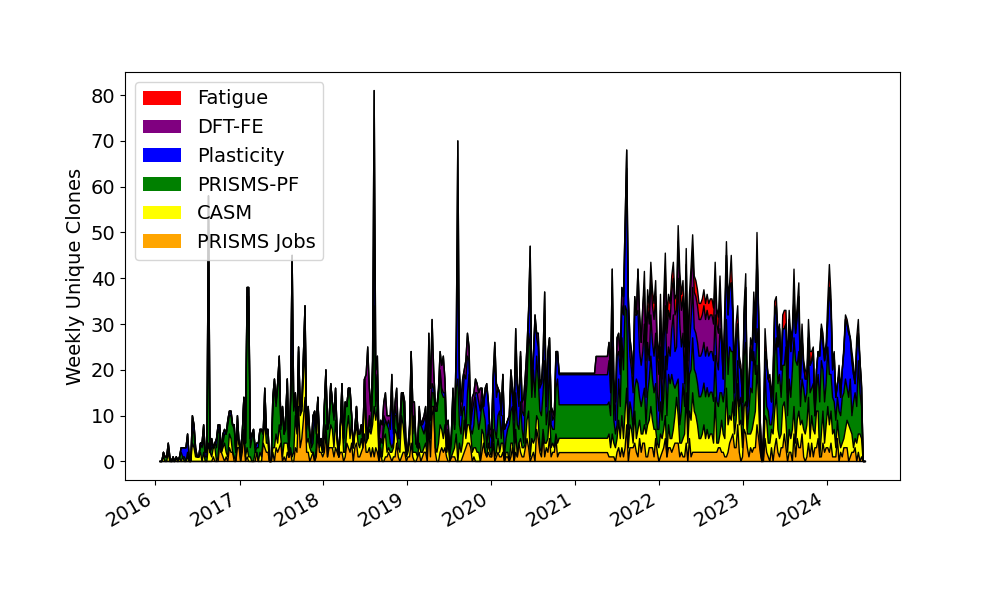 Weekly Unique Clones
80
70
60
50
40
30
20
10
0
Fatigue
DFT-FE
Plasticity
PRISMS-PF
CASM
PRISMS Jobs
2016
2017
2018
2019
2020
2021
2022
2023
2024